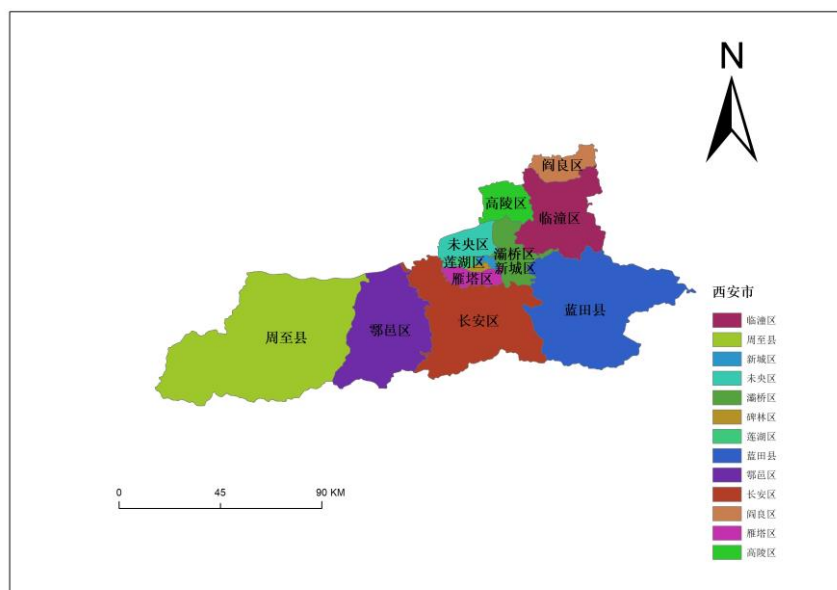 N
阎良区
高陵区
临潼区
未央区
灞桥区
莲湖区
新城区
雁塔区
周至县
鄠邑区
长安区
蓝田县
西安市
临潼区
周至县
新城区
未央区
灞桥区
碑林区
莲湖区
蓝田县
鄠邑区
长安区
阎良区
雁塔区
高陵区
0 45 90 KM